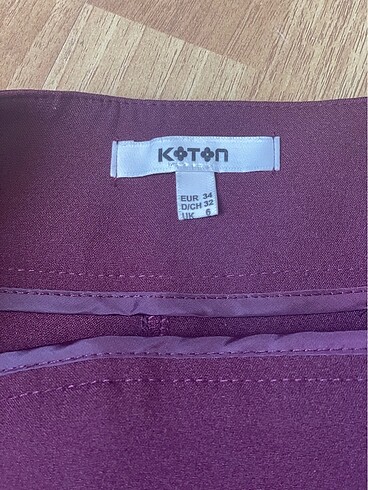 KOTON
EUR 34
D/CH 32
UK 6